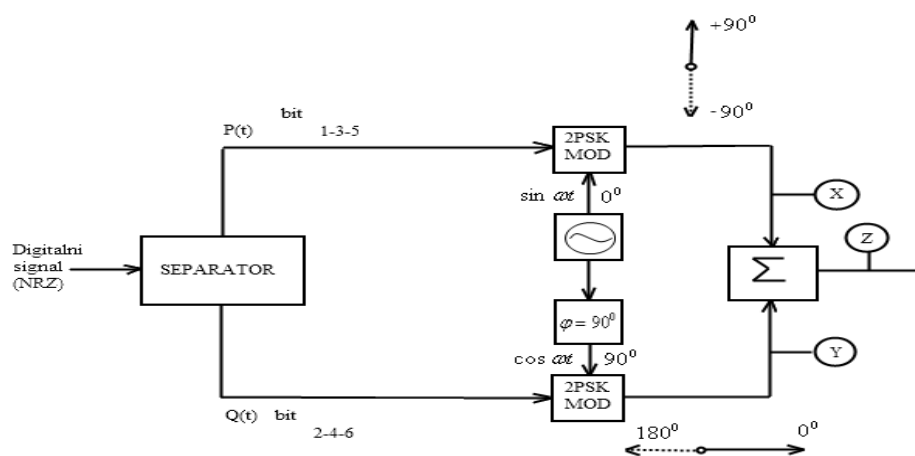 +90⁰
-90⁰
bit
P(t) 1-3-5
2PSK
MOD
sin ωt 0⁰
X
Z
Digitalni
signal
(NRZ)
SEPARATOR
Σ
φ = 90⁰
cos ωt 90⁰
Y
2PSK
MOD
Q(t) bit
2-4-6
180⁰ 0⁰